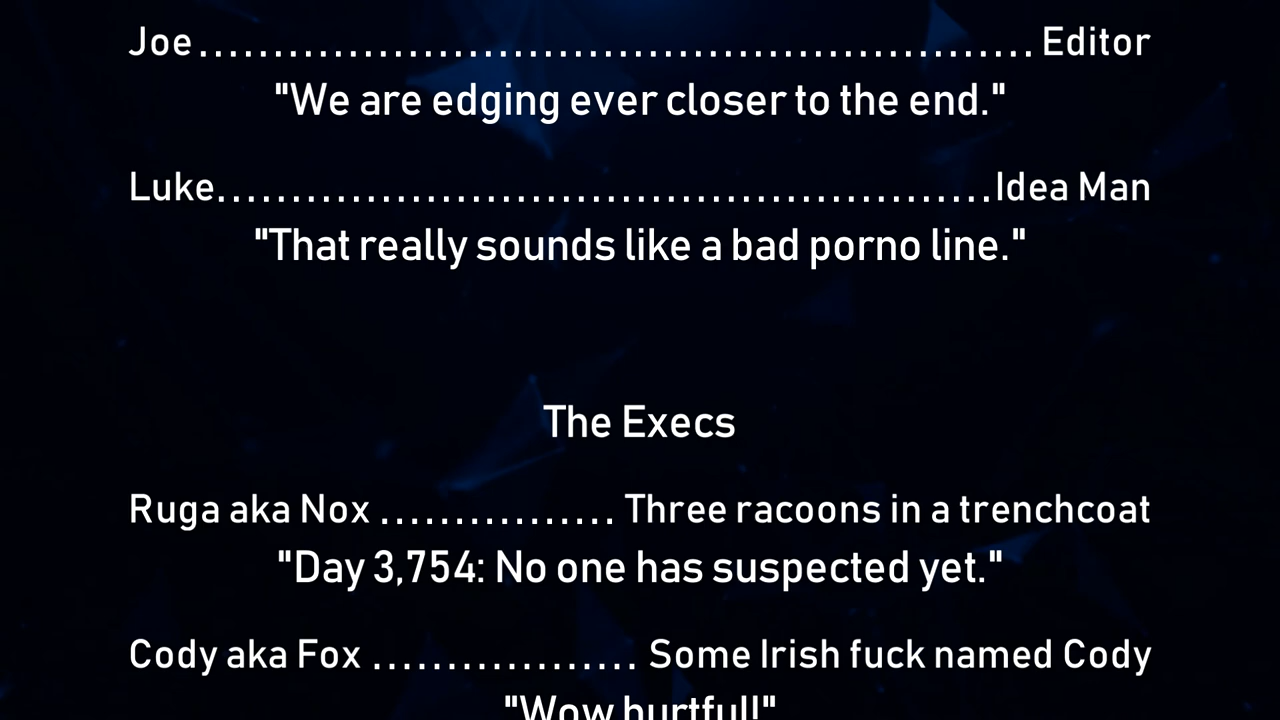 Joe........................................................ Editor
"We are edging ever closer to the end."
Luke....................................................Idea Man
"That really sounds like a bad porno line."
The Execs
Ruga aka Nox ................ Three racoons in a trenchcoat
"Day 3,754: No one has suspected yet."
Cody aka Fox .................. Some Irish fuck named Cody
"Wow hurtful!"